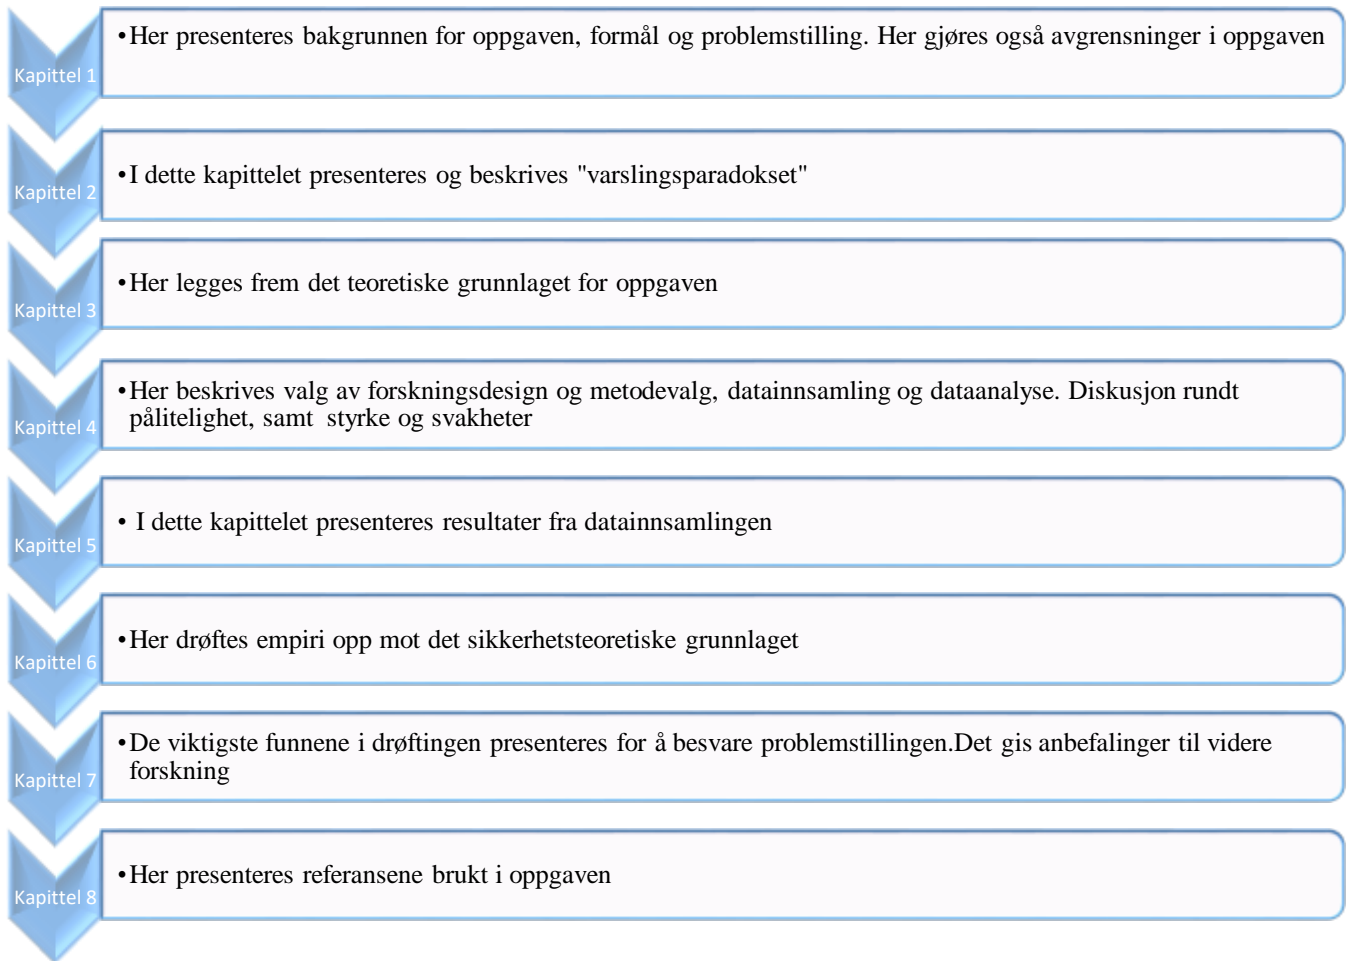 Kapittel 1
•Her presenteres bakgrunnen for oppgaven, formål og problemstilling. Her gjøres også avgrensninger i oppgaven
Kapittel 2
•I dette kapittelet presenteres og beskrives "varslingsparadokset"
Kapittel 3
•Her legges frem det teoretiske grunnlaget for oppgaven
Kapittel 4
•Her beskrives valg av forskningsdesign og metodevalg, datainnsamling og dataanalyse. Diskusjon rundt
pålitelighet, samt styrke og svakheter
Kapittel 5
• I dette kapittelet presenteres resultater fra datainnsamlingen
Kapittel 6
•Her drøftes empiri opp mot det sikkerhetsteoretiske grunnlaget
Kapittel 7
•De viktigste funnene i drøftingen presenteres for å besvare problemstillingen.Det gis anbefalinger til videre
forskning
Kapittel 8
•Her presenteres referansene brukt i oppgaven